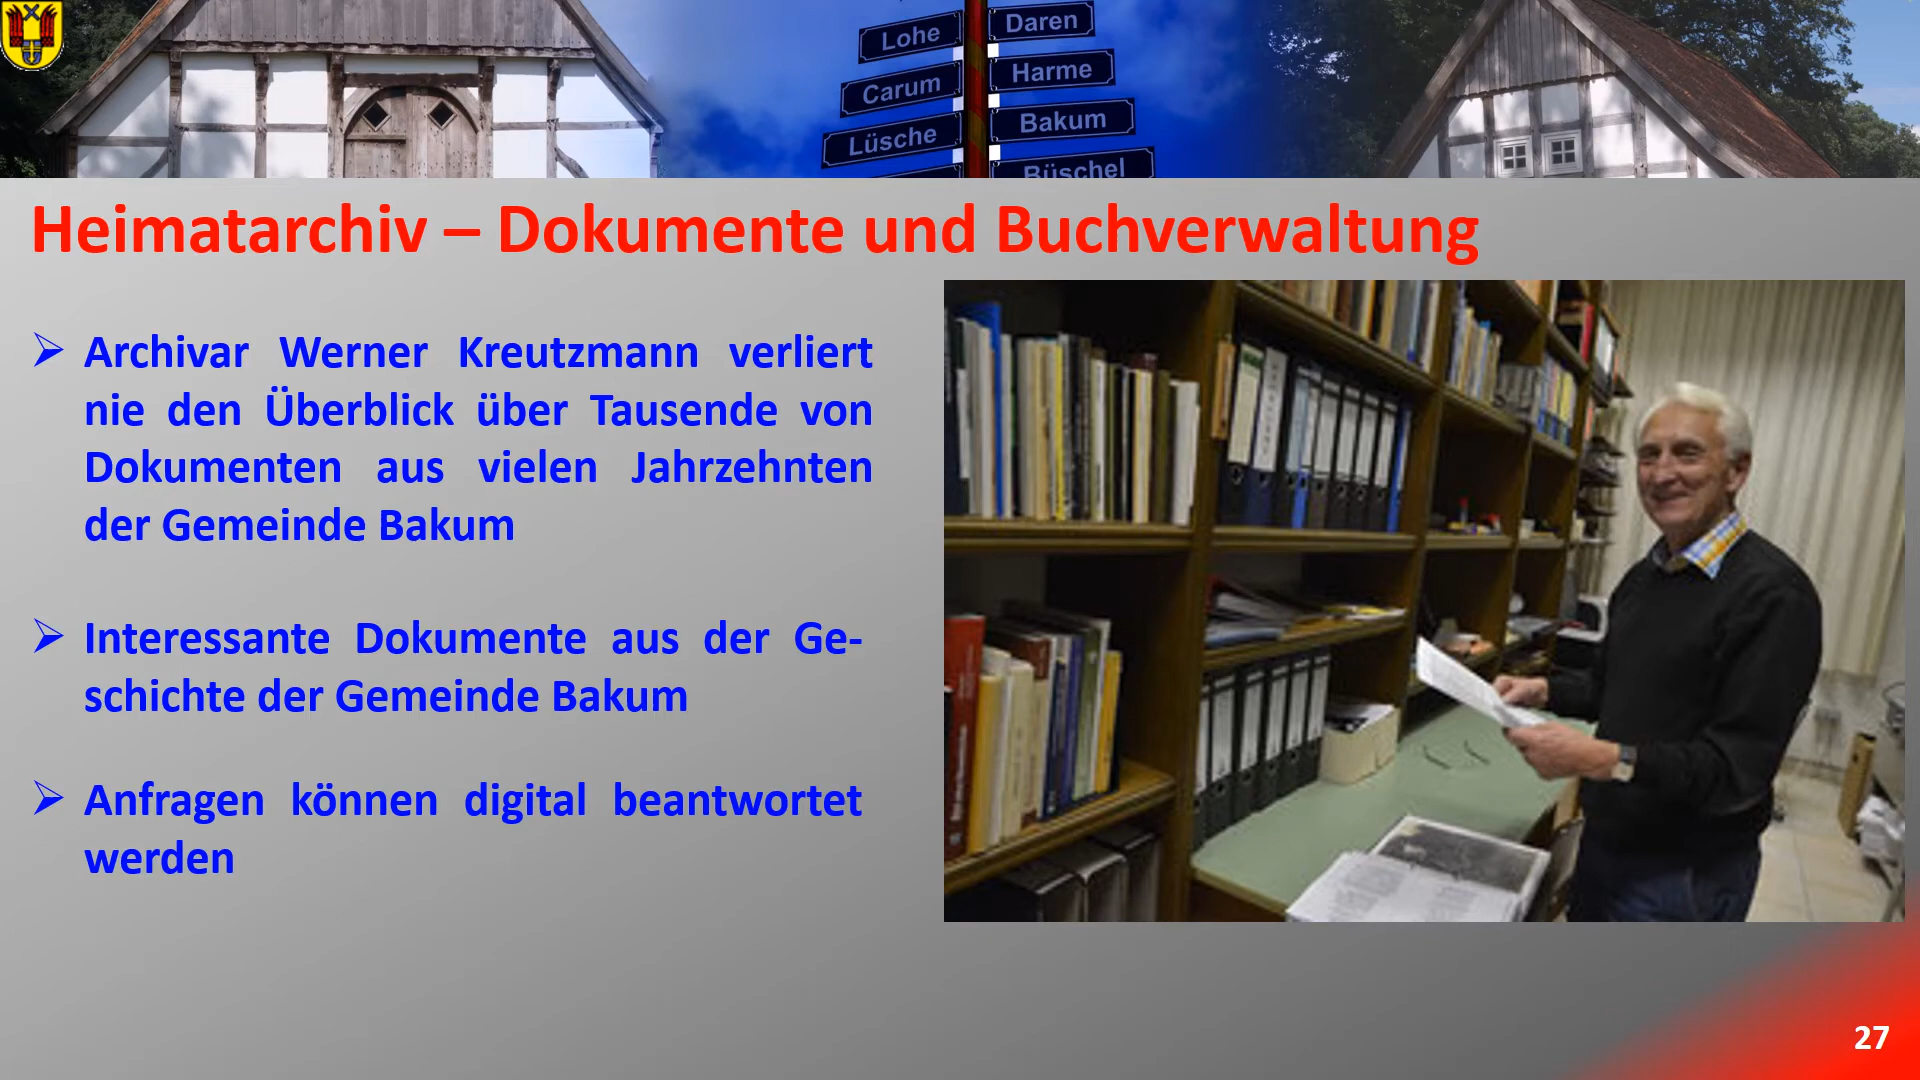 Lohe
Daren
Carum
Harme
Lüsche
Bakum
Büschel
Heimatarchiv – Dokumente und Buchverwaltung
Archivar Werner Kreutzmann verliert
nie den Überblick über Tausende von
Dokumenten aus vielen Jahrzehnten
der Gemeinde Bakum
Interessante Dokumente aus der Ge-
schichte der Gemeinde Bakum
Anfragen können digital beantwortet
werden
27